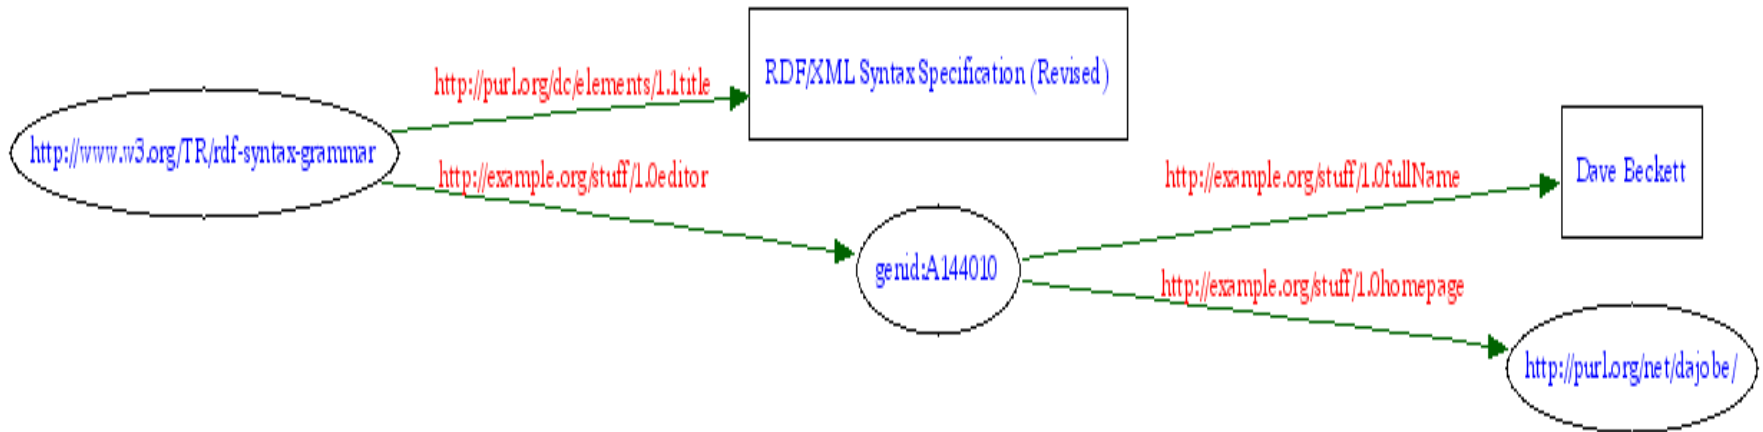 http://purl.org/dc/elements/1.1title
RDF/XML Syntax Specification (Revised)
http://www.w3.org/TR/rdf-syntax-grammar
http://example.org/stuff/1.0editor
http://example.org/stuff/1.0fullName
Dave Beckett
genid:A144010
http://example.org/stuff/1.0homepage
http://purl.org/net/dajobe/